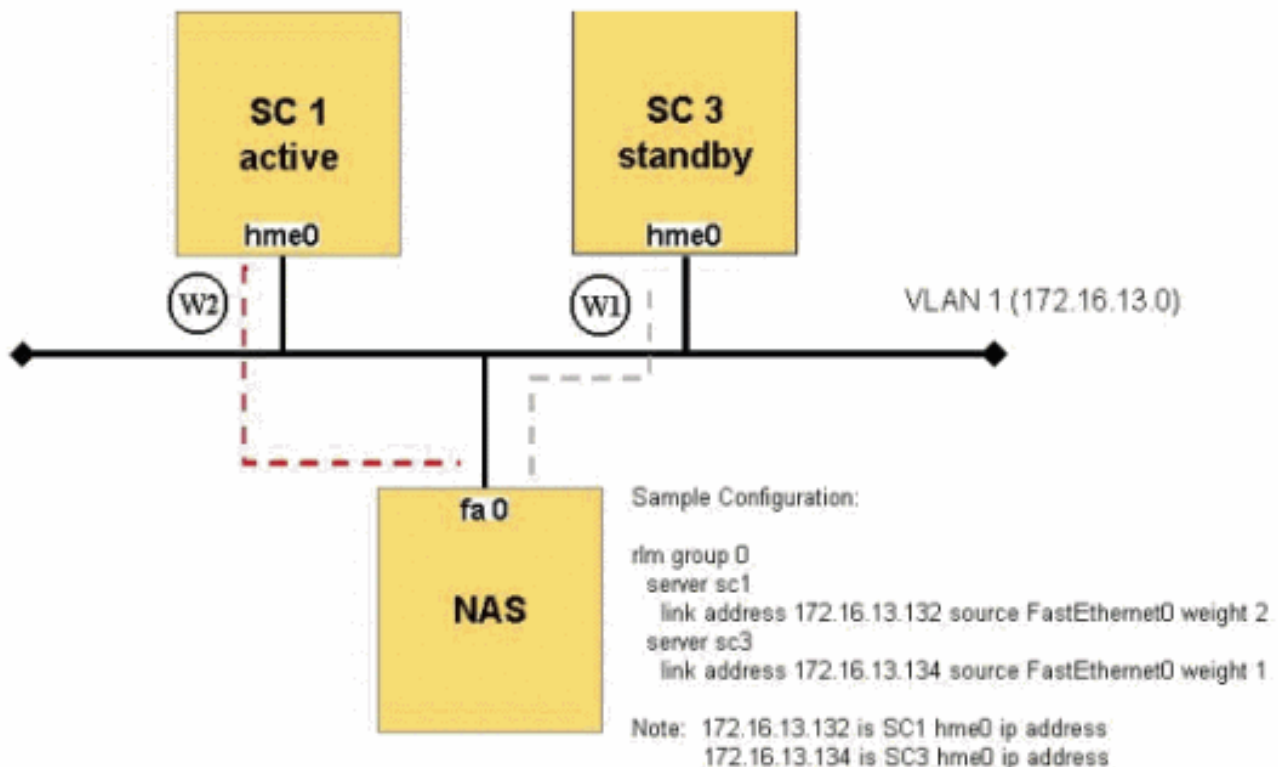 SC 1
active
hme0
SC 3
standby
hme0
W2
W1
VLAN 1 (172.16.13.0)
fa 0
NAS
Sample Configuration:
rlm group 0
server sc1
link address 172.16.13.132 source FastEthernet0 weight 2
server sc3
link address 172.16.13.134 source FastEthernet0 weight 1
Note: 172.16.13.132 is SC1 hme0 ip address
172.16.13.134 is SC3 hme0 ip address